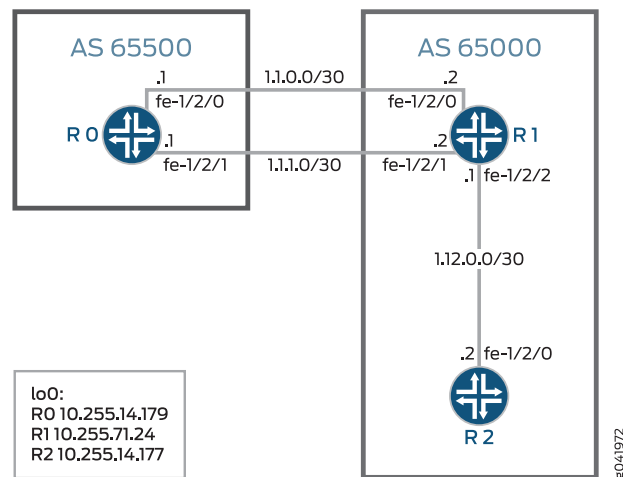 AS 65500
AS 65000
.1 1.1.0.0/30 .2
fe-1/2/0 fe-1/2/0
R0 R1
.1 .2
fe-1/2/1 1.1.1.0/30 fe-1/2/1
.1 fe-1/2/2
1.12.0.0/30
.2 fe-1/2/0
R2
lo0:
R0 10.255.14.179
R1 10.255.71.24
R2 10.255.14.177
g041972